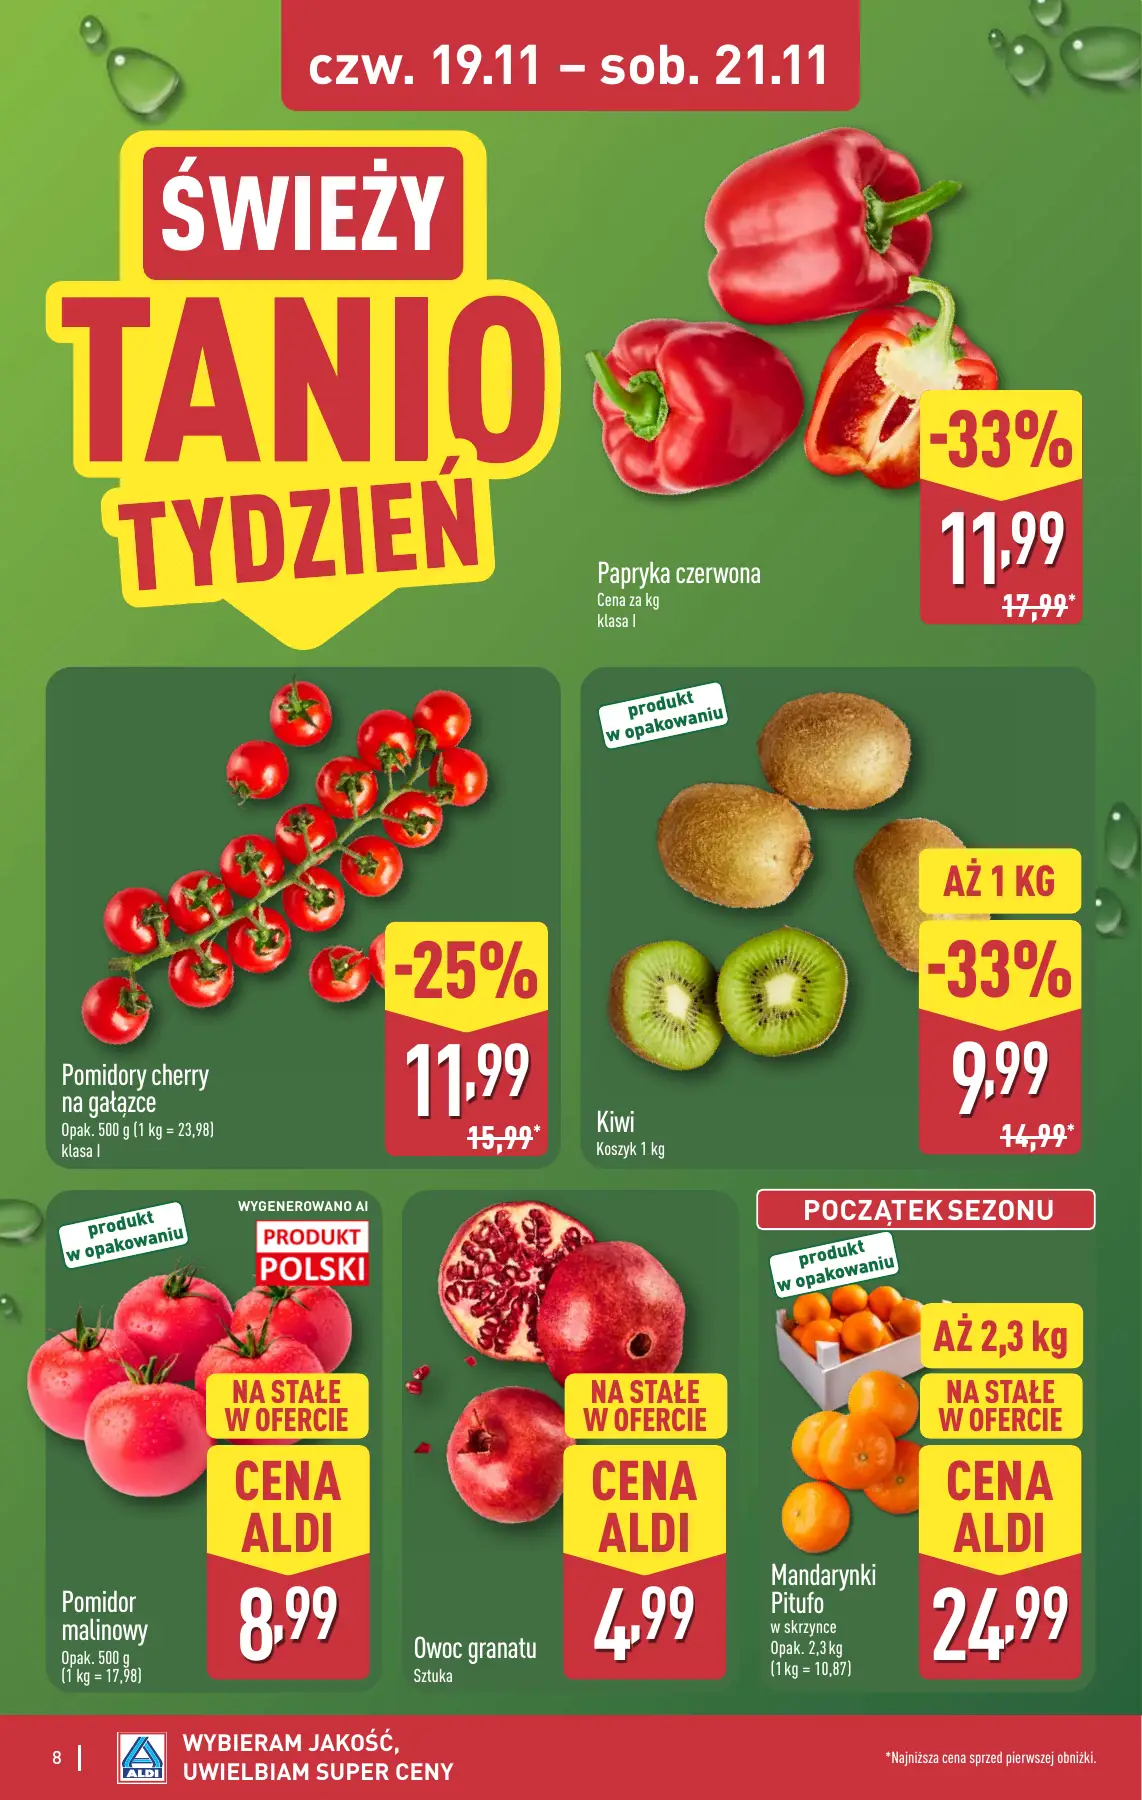 czw. 19.11 – sob. 21.11
ŚWIEŻY
TANIO
TYDZIEŃ
-33%
11,99
17,99*
Papryka czerwona
Cena za kg
klasa I
-25%
11,99
15,99*
Pomidory cherry
na gałązce
Opak. 500 g (1 kg = 23,98)
klasa I
produkt
w opakowaniu
AŻ 1 KG
-33%
9,99
14,99*
Kiwi
Koszyk 1 kg
produkt
w opakowaniu
WYGENEROWANO AI
PRODUKT
POLSKI
NA STAŁE
W OFERCIE
CENA
ALDI
8,99
Pomidor
malinowy
Opak. 500 g
(1 kg = 17,98)
NA STAŁE
W OFERCIE
CENA
ALDI
4,99
Owoc granatu
Sztuka
POCZĄTEK SEZONU
produkt
w opakowaniu
AŻ 2,3 kg
NA STAŁE
W OFERCIE
CENA
ALDI
24,99
Mandarynki
Pitufo
w skrzynce
Opak. 2,3 kg
(1 kg = 10,87)
8
ALDI
WYBIERAM JAKOŚĆ,
UWIELBIAM SUPER CENY
*Najniższa cena sprzed pierwszej obniżki.